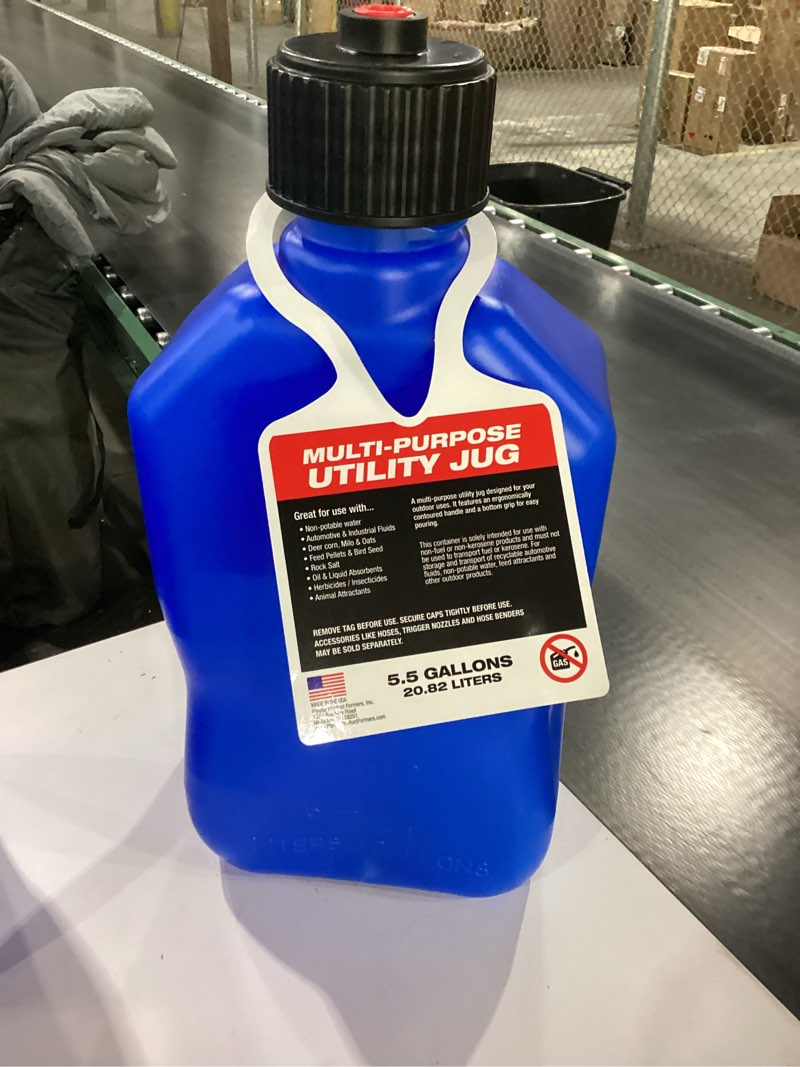 MULTI-PURPOSE
UTILITY JUG
Great for use with...
• Non-potable water
• Automotive & Industrial Fluids
• Deer corn, Milo & Oats
• Feed Pellets & Bird Seed
• Rock Salt
• Oil & Liquid Absorbents
• Herbicides / Insecticides
• Animal Attractants
A multi-purpose utility jug designed for your
outdoor uses. It features an ergonomically
contoured handle and a bottom grip for easy
pouring.
This container is solely intended for use with
non-fuel or non-kerosene products and must not
be used to transport fuel or kerosene. For
storage and transport of recyclable automotive
fluids, non-potable water, feed attractants and
other outdoor products.
REMOVE TAG BEFORE USE. SECURE CAPS TIGHTLY BEFORE USE.
ACCESSORIES LIKE HOSES, TRIGGER NOZZLES AND HOSE BENDERS
MAY BE SOLD SEPARATELY.
5.5 GALLONS
20.82 LITERS
GAS
MADE IN THE USA
Formers, Inc.
Road
LITERS GALLONS